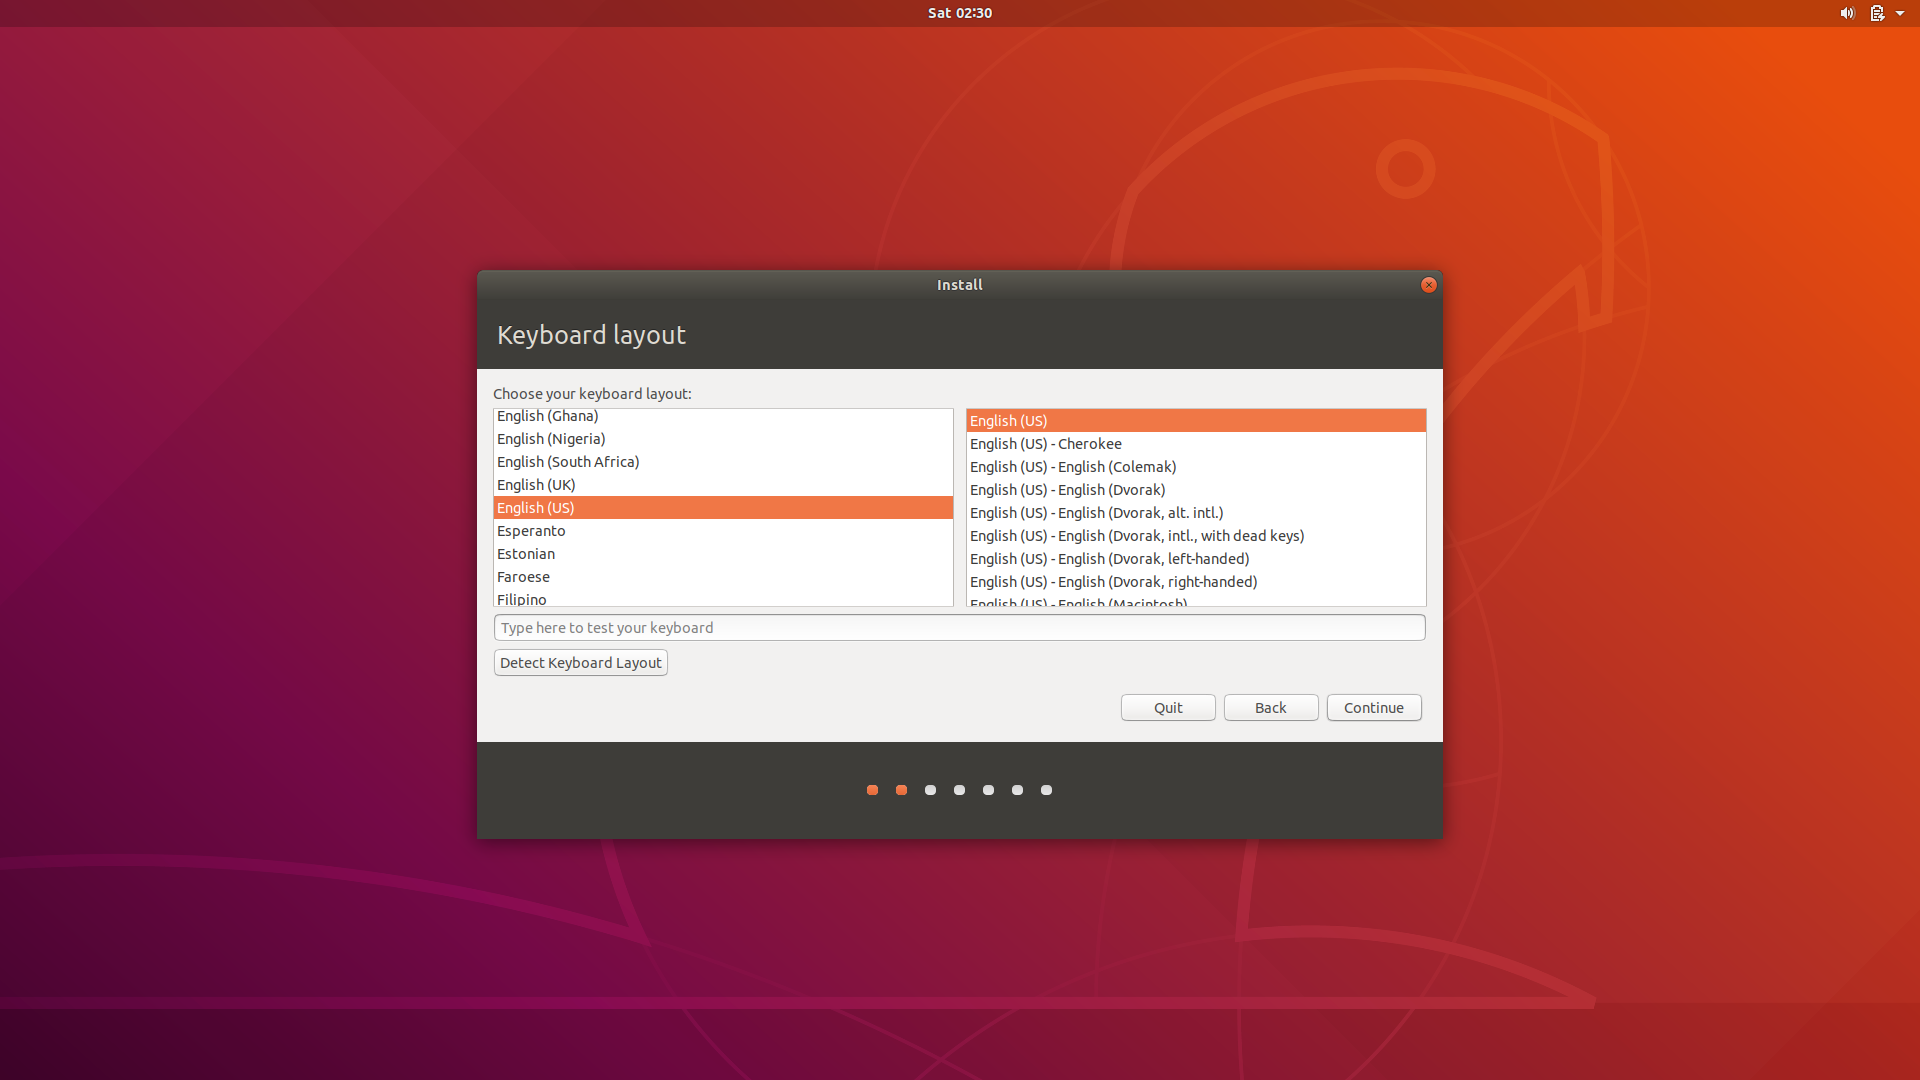 Sat 02:30
Install
Keyboard layout
Choose your keyboard layout:
English (Ghana)
English (Nigeria)
English (South Africa)
English (UK)
English (US)
Esperanto
Estonian
Faroese
Filipino
English (US)
English (US) - Cherokee
English (US) - English (Colemak)
English (US) - English (Dvorak)
English (US) - English (Dvorak, alt. intl.)
English (US) - English (Dvorak, intl., with dead keys)
English (US) - English (Dvorak, left-handed)
English (US) - English (Dvorak, right-handed)
English (US) - English (Macintosh)
Type here to test your keyboard
Detect Keyboard Layout
Quit
Back
Continue